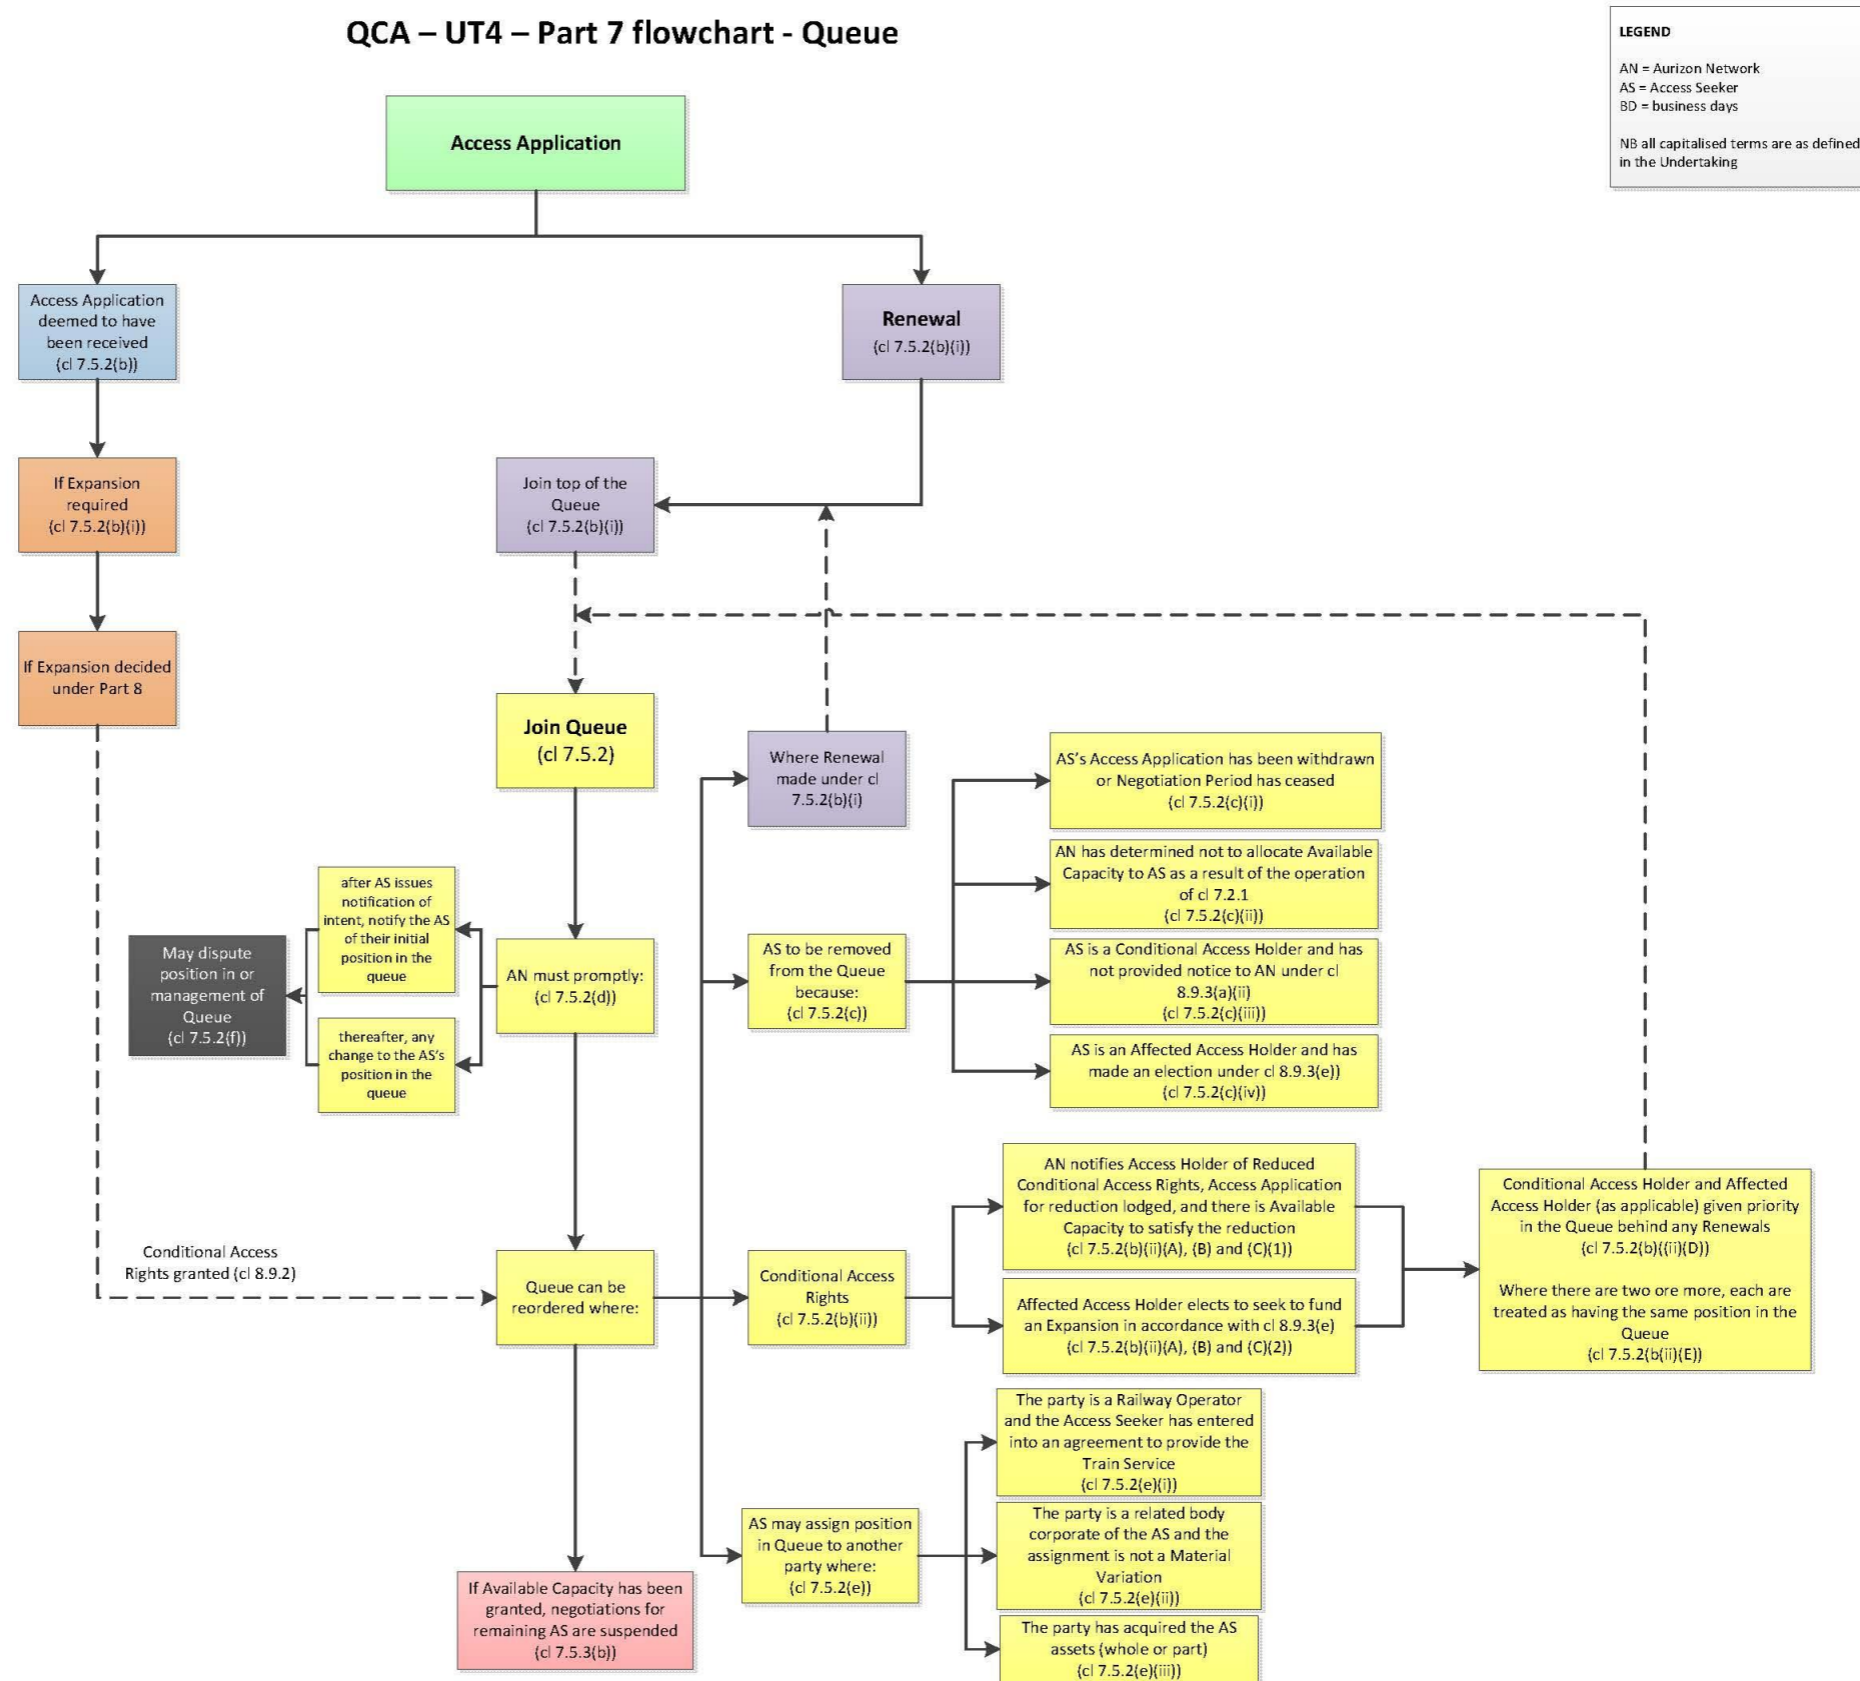 QCA – UT4 – Part 7 flowchart - Queue
LEGEND
AN = Aurizon Network
AS = Access Seeker
BD = business days
NB all capitalised terms are as defined
in the Undertaking
Access Application
Access Application
deemed to have
been received
(cl 7.5.2(b))
Renewal
(cl 7.5.2(b)(i))
If Expansion
required
(cl 7.5.2(b)(i))
Join top of the
Queue
(cl 7.5.2(b)(i))
If Expansion decided
under Part 8
Join Queue
(cl 7.5.2)
Where Renewal
made under cl
7.5.2(b)(i)
AS's Access Application has been withdrawn
or Negotiation Period has ceased
(cl 7.5.2(c)(i))
AN has determined not to allocate Available
Capacity to AS as a result of the operation
of cl 7.2.1
(cl 7.5.2(c)(ii))
after AS issues
notification of
intent, notify the AS
of their initial
position in the
queue
May dispute
position in or
management of
Queue
(cl 7.5.2(f))
AN must promptly:
(cl 7.5.2(d))
thereafter, any
change to the AS's
position in the
queue
AS to be removed
from the Queue
because:
(cl 7.5.2(c))
AS is a Conditional Access Holder and has
not provided notice to AN under cl
8.9.3(a)(ii)
(cl 7.5.2(c)(iii))
AS is an Affected Access Holder and has
made an election under cl 8.9.3(e))
(cl 7.5.2(c)(iv))
AN notifies Access Holder of Reduced
Conditional Access Rights, Access Application
for reduction lodged, and there is Available
Capacity to satisfy the reduction
(cl 7.5.2(b)(ii)(A), (B) and (C)(1))
Conditional Access Holder and Affected
Access Holder (as applicable) given priority
in the Queue behind any Renewals
(cl 7.5.2(b)((ii)(D))
Where there are two ore more, each are
treated as having the same position in the
Queue
(cl 7.5.2(b(ii)(E))
Conditional Access
Rights granted (cl 8.9.2)
Queue can be
reordered where:
Conditional Access
Rights
(cl 7.5.2(b)(ii))
Affected Access Holder elects to seek to fund
an Expansion in accordance with cl 8.9.3(e)
(cl 7.5.2(b)(ii)(A), (B) and (C)(2))
The party is a Railway Operator
and the Access Seeker has entered
into an agreement to provide the
Train Service
(cl 7.5.2(e)(i))
AS may assign position
in Queue to another
party where:
(cl 7.5.2(e))
The party is a related body
corporate of the AS and the
assignment is not a Material
Variation
(cl 7.5.2(e)(ii))
If Available Capacity has been
granted, negotiations for
remaining AS are suspended
(cl 7.5.3(b))
The party has acquired the AS
assets (whole or part)
(cl 7.5.2(e)(iii))